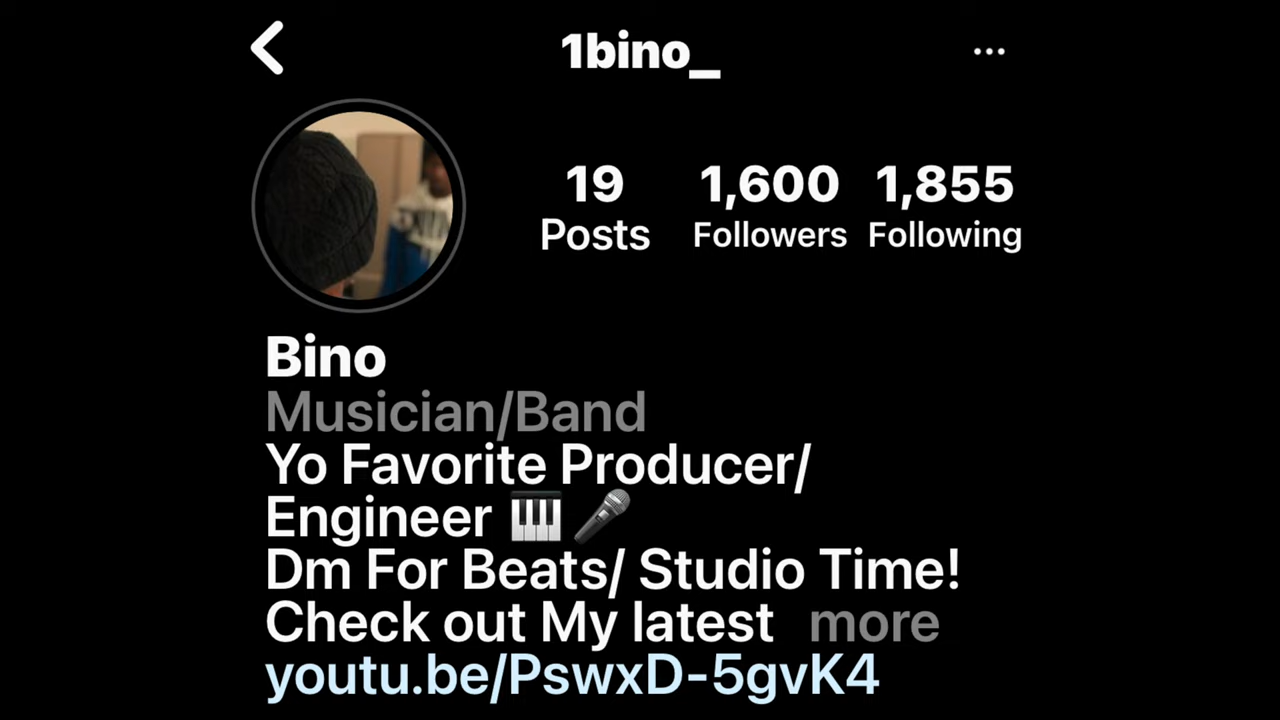 1bino_
19 1,600 1,855
Posts Followers Following
Bino
Musician/Band
Yo Favorite Producer/
Engineer 🎹🎤
Dm For Beats/ Studio Time!
Check out My latest more
youtu.be/PswxD-5gvK4